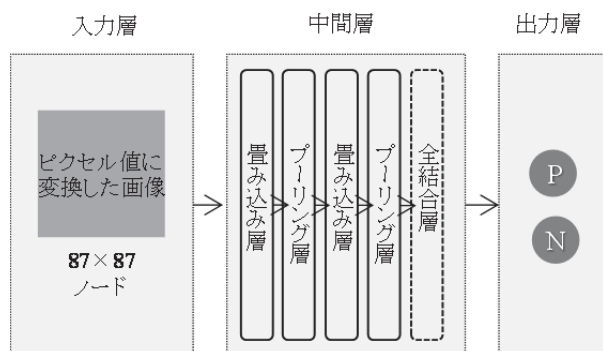 入力層
中間層
出力層
ピクセル値に
変換した画像
87×87
ノード
畳み込み層
プーリング層
畳み込み層
プーリング層
全結合層
P
N